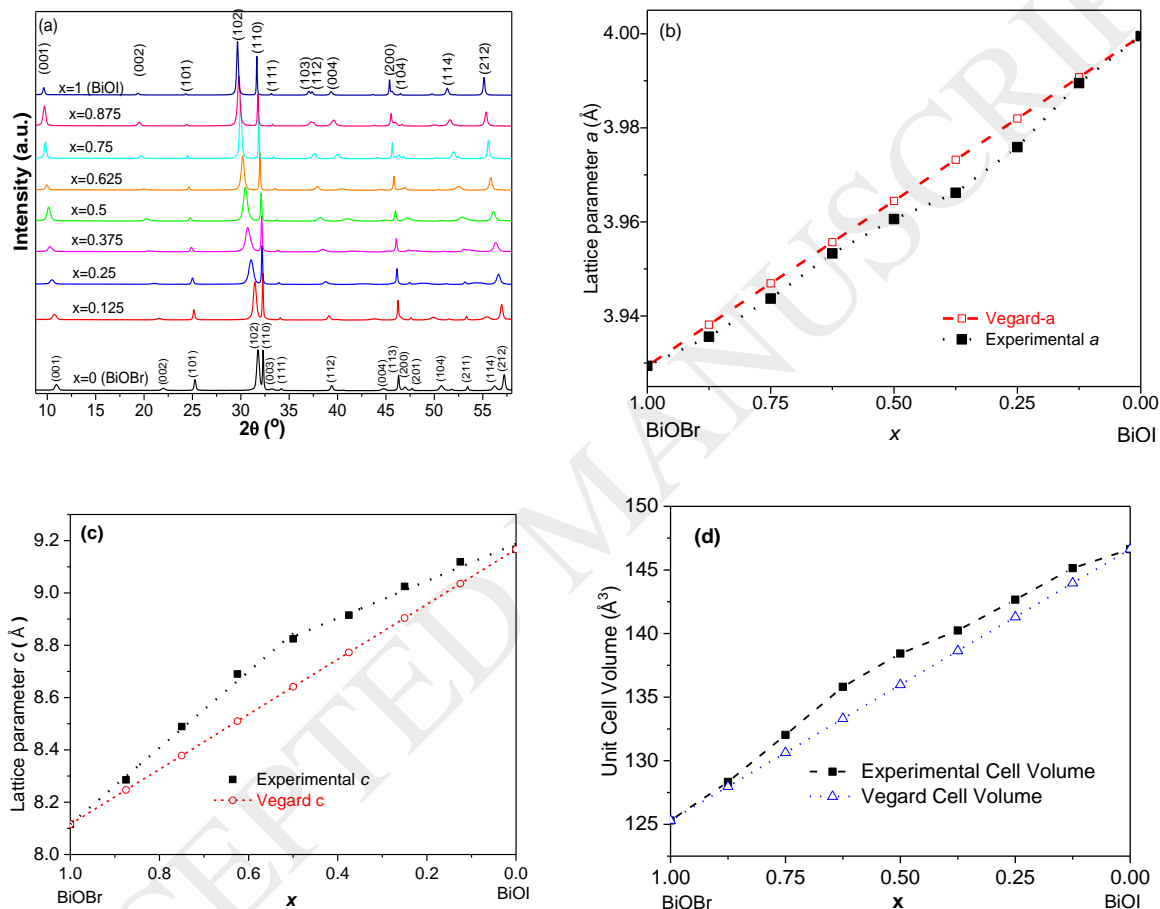 (a)
(001)
(002)
(101)
(102)
(110)
(111)
(103)
(112)
(004)
(200)
(104)
(114)
(212)
x=1 (BiOI)
x=0.875
x=0.75
x=0.625
x=0.5
x=0.375
x=0.25
x=0.125
(001)
(002)
(101)
(102)
(110)
(003)
(111)
(112)
(004)
(113)
(200)
(201)
(104)
(211)
(114)
(212)
x=0 (BiOBr)
Intensity (a.u.)
10 15 20 25 30 35 40 45 50 55
2θ (°)
(b)
4.00
3.98
3.96
3.94
Lattice parameter a (Å)
Vegard-a
Experimental a
1.00 0.75 0.50 0.25 0.00
BiOBr x BiOI
(c)
9.2
9.0
8.8
8.6
8.4
8.2
8.0
Lattice parameter c (Å)
Experimental c
Vegard c
1.0 0.8 0.6 0.4 0.2 0.0
BiOBr x BiOI
(d)
150
145
140
135
130
125
Unit Cell Volume (Å3)
Experimental Cell Volume
Vegard Cell Volume
1.00 0.75 0.50 0.25 0.00
BiOBr x BiOI
CEPTED MANUSCRIP